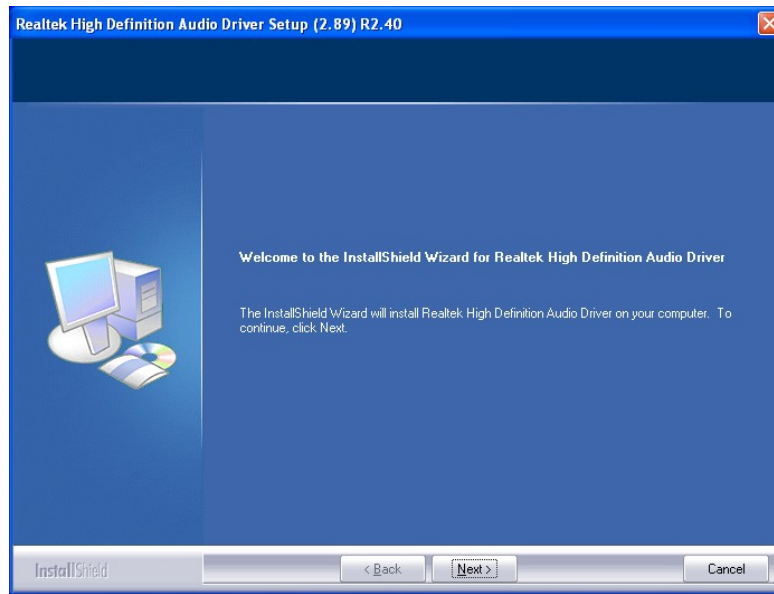 Realtek High Definition Audio Driver Setup (2.89) R2.40
Welcome to the InstallShield Wizard for Realtek High Definition Audio Driver
The InstallShield Wizard will install Realtek High Definition Audio Driver on your computer. To
continue, click Next.
InstallShield
< Back
Next >
Cancel